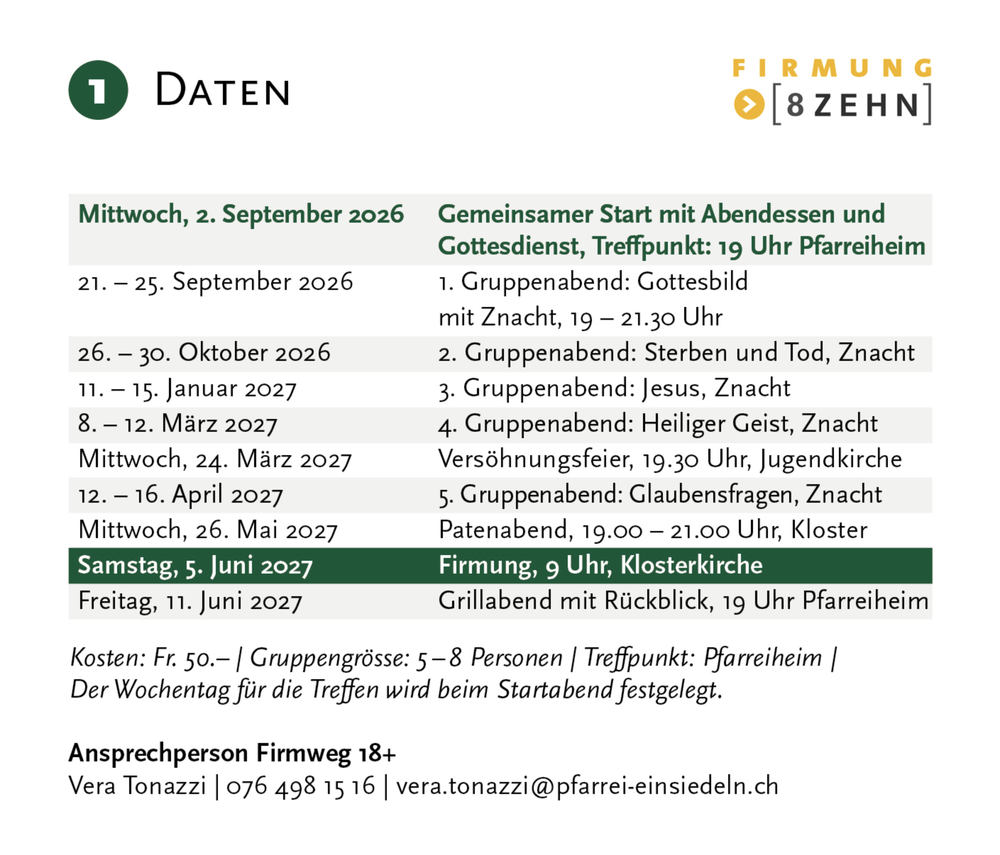 1 DATEN
FIRMUNG
[8ZEHN]
Mittwoch, 2. September 2026 Gemeinsamer Start mit Abendessen und
Gottesdienst, Treffpunkt: 19 Uhr Pfarreiheim
21. – 25. September 2026 1. Gruppenabend: Gottesbild
mit Znacht, 19 – 21.30 Uhr
26. – 30. Oktober 2026 2. Gruppenabend: Sterben und Tod, Znacht
11. – 15. Januar 2027 3. Gruppenabend: Jesus, Znacht
8. – 12. März 2027 4. Gruppenabend: Heiliger Geist, Znacht
Mittwoch, 24. März 2027 Versöhnungsfeier, 19.30 Uhr, Jugendkirche
12. – 16. April 2027 5. Gruppenabend: Glaubensfragen, Znacht
Mittwoch, 26. Mai 2027 Patenabend, 19.00 – 21.00 Uhr, Kloster
Samstag, 5. Juni 2027 Firmung, 9 Uhr, Klosterkirche
Freitag, 11. Juni 2027 Grillabend mit Rückblick, 19 Uhr Pfarreiheim
Kosten: Fr. 50.– | Gruppengrösse: 5 – 8 Personen | Treffpunkt: Pfarreiheim |
Der Wochentag für die Treffen wird beim Startabend festgelegt.
Ansprechperson Firmweg 18+
Vera Tonazzi | 076 498 15 16 | vera.tonazzi@pfarrei-einsiedeln.ch